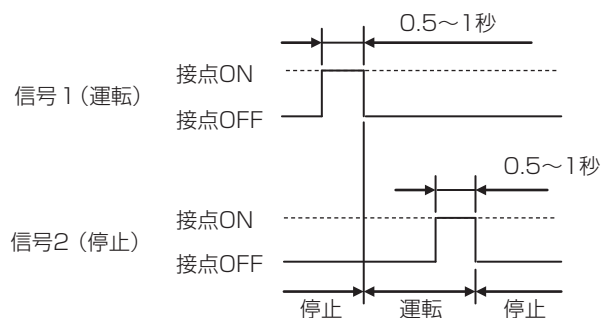 0.5～1秒
接点ON
信号1（運転）
接点OFF
0.5～1秒
接点ON
信号2（停止）
接点OFF
停止 運転 停止